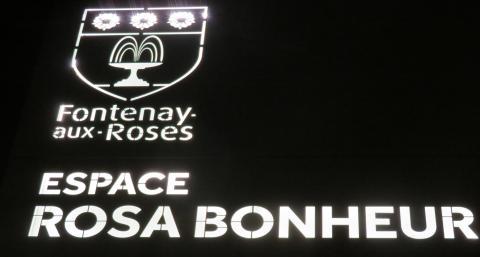 Fontenay-
aux-Roses
ESPACE
ROSA BONHEUR